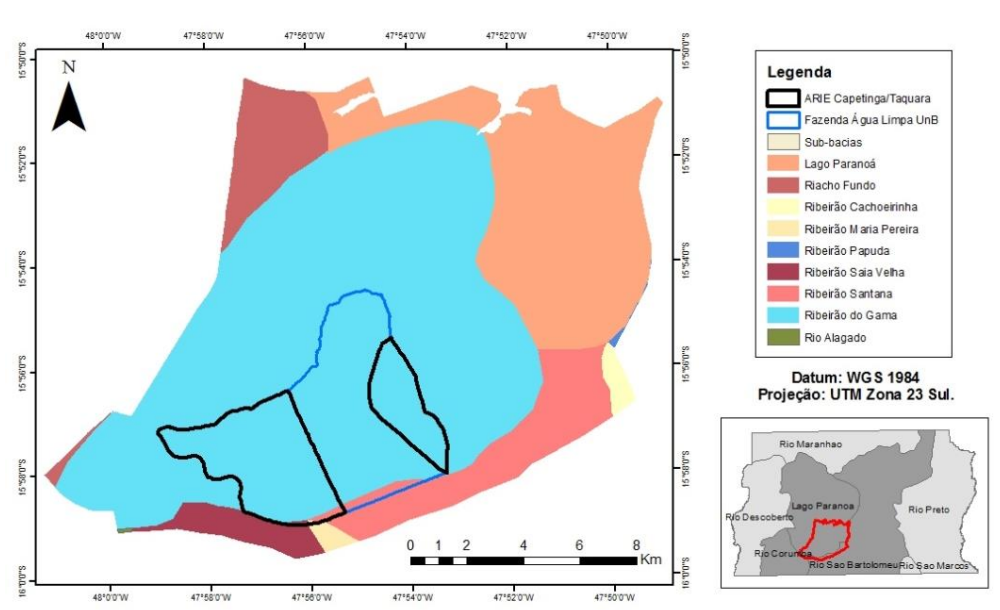 48°0'0"W 47°58'0"W 47°56'0"W 47°54'0"W 47°52'0"W 47°50'0"W
N
15°50'0"S
15°52'0"S
15°54'0"S
15°56'0"S
15°58'0"S
16°0'0"S
15°50'0"S
15°52'0"S
15°54'0"S
15°56'0"S
15°58'0"S
16°0'0"S
0 1 2 4 6 8
Km
48°0'0"W 47°58'0"W 47°56'0"W 47°54'0"W 47°52'0"W 47°50'0"W
Legenda
ARIE Capetinga/Taquara
Fazenda Água Limpa UnB
Sub-bacias
Lago Paranoá
Riacho Fundo
Ribeirão Cachoeirinha
Ribeirão Maria Pereira
Ribeirão Papuda
Ribeirão Saia Velha
Ribeirão Santana
Ribeirão do Gama
Rio Alagado
Datum: WGS 1984
Projeção: UTM Zona 23 Sul.
Rio Maranhao
Lago Paranoa
Rio Preto
Rio Descoberto
Rio Corumba
Rio Sao Bartolomeu
Rio Sao Marcos